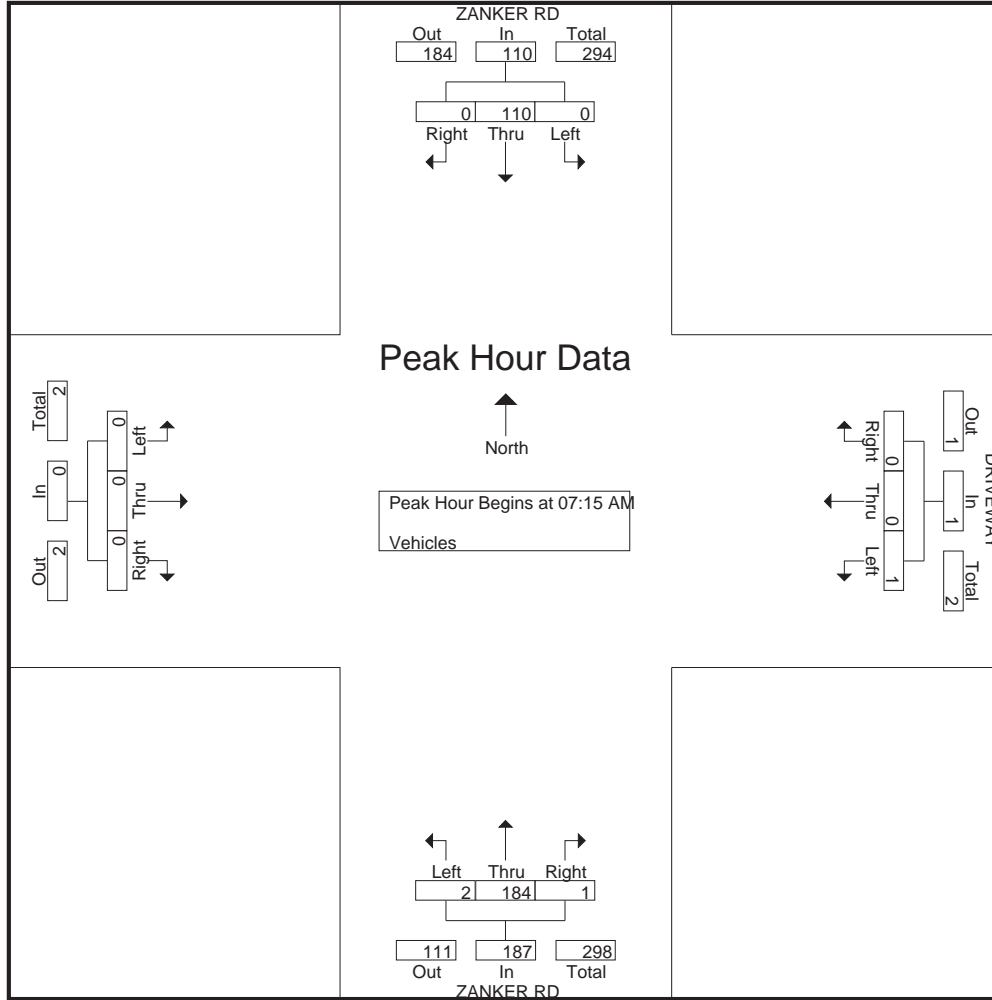 ZANKER RD
Out In Total
184 110 294
0 110 0
Right Thru Left
Peak Hour Data
North
Peak Hour Begins at 07:15 AM
Vehicles
Total
2
In
0
Out
2
0
Left
0
Thru
0
Right
Right
0
Thru
0
Left
1
Out
1
In
1
Total
2
DRIVEWAY
Left Thru Right
2 184 1
111 187 298
Out In Total
ZANKER RD